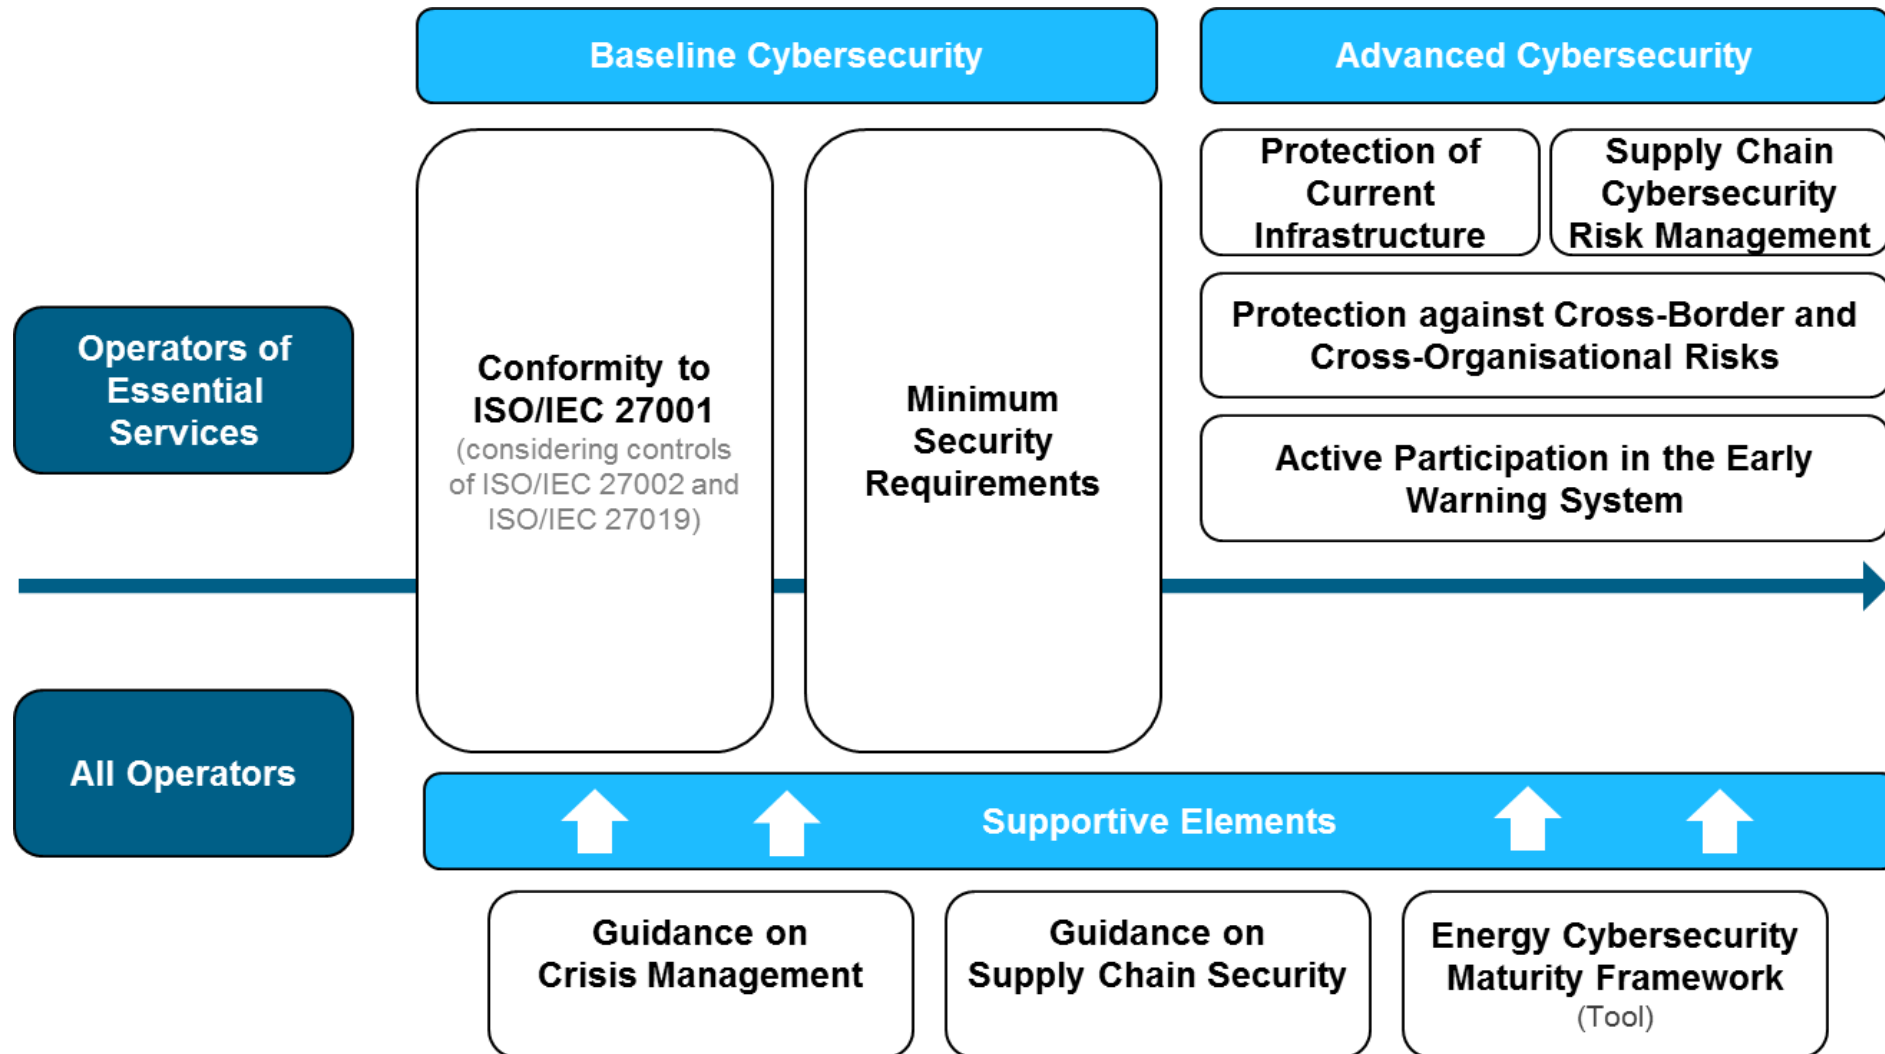 Baseline Cybersecurity
Advanced Cybersecurity
Operators of
Essential
Services
Conformity to
ISO/IEC 27001
(considering controls
of ISO/IEC 27002 and
ISO/IEC 27019)
Minimum
Security
Requirements
Protection of
Current
Infrastructure
Supply Chain
Cybersecurity
Risk Management
Protection against Cross-Border and
Cross-Organisational Risks
Active Participation in the Early
Warning System
All Operators
Supportive Elements
Guidance on
Crisis Management
Guidance on
Supply Chain Security
Energy Cybersecurity
Maturity Framework
(Tool)